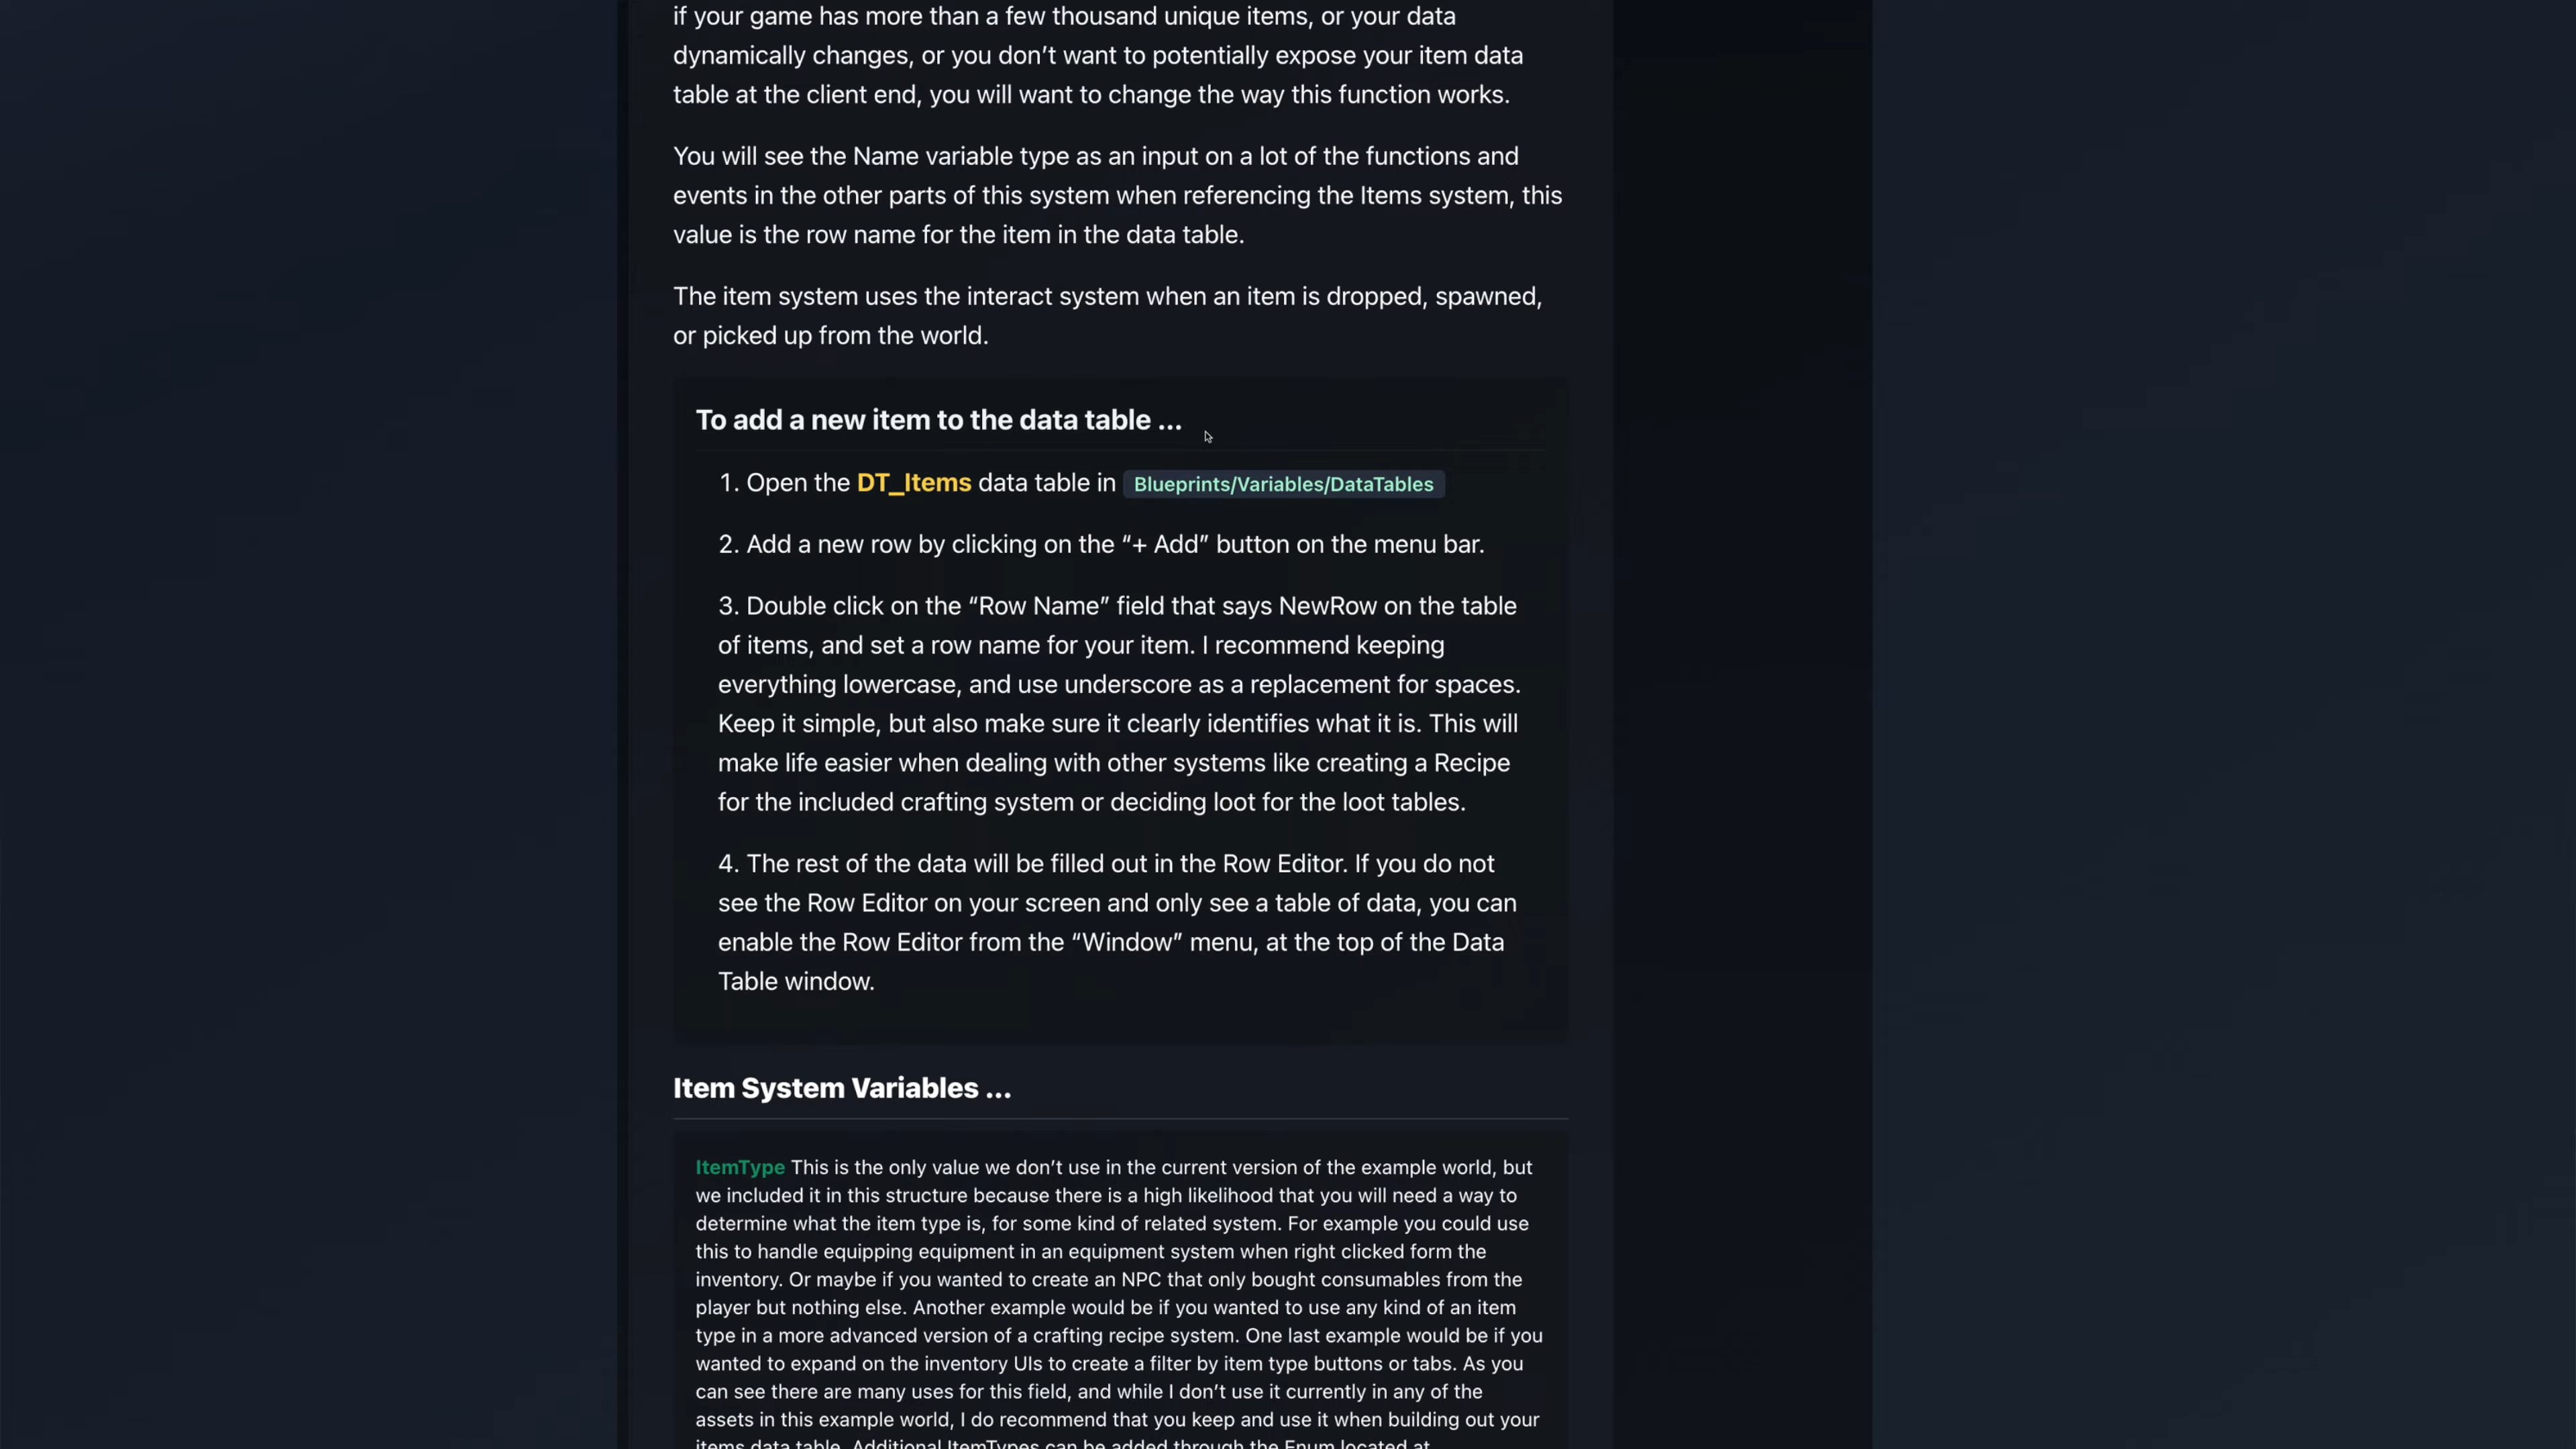 if your game has more than a few thousand unique items, or your data
dynamically changes, or you don’t want to potentially expose your item data
table at the client end, you will want to change the way this function works.
You will see the Name variable type as an input on a lot of the functions and
events in the other parts of this system when referencing the Items system, this
value is the row name for the item in the data table.
The item system uses the interact system when an item is dropped, spawned,
or picked up from the world.
To add a new item to the data table ...
1. Open the DT_Items data table in Blueprints/Variables/DataTables
2. Add a new row by clicking on the “+ Add” button on the menu bar.
3. Double click on the “Row Name” field that says NewRow on the table
of items, and set a row name for your item. I recommend keeping
everything lowercase, and use underscore as a replacement for spaces.
Keep it simple, but also make sure it clearly identifies what it is. This will
make life easier when dealing with other systems like creating a Recipe
for the included crafting system or deciding loot for the loot tables.
4. The rest of the data will be filled out in the Row Editor. If you do not
see the Row Editor on your screen and only see a table of data, you can
enable the Row Editor from the “Window” menu, at the top of the Data
Table window.
Item System Variables ...
ItemType This is the only value we don’t use in the current version of the example world, but
we included it in this structure because there is a high likelihood that you will need a way to
determine what the item type is, for some kind of related system. For example you could use
this to handle equipping equipment in an equipment system when right clicked form the
inventory. Or maybe if you wanted to create an NPC that only bought consumables from the
player but nothing else. Another example would be if you wanted to use any kind of an item
type in a more advanced version of a crafting recipe system. One last example would be if you
wanted to expand on the inventory UIs to create a filter by item type buttons or tabs. As you
can see there are many uses for this field, and while I don’t use it currently in any of the
assets in this example world, I do recommend that you keep and use it when building out your
items data table. Additional ItemTypes can be added through the Enum located at